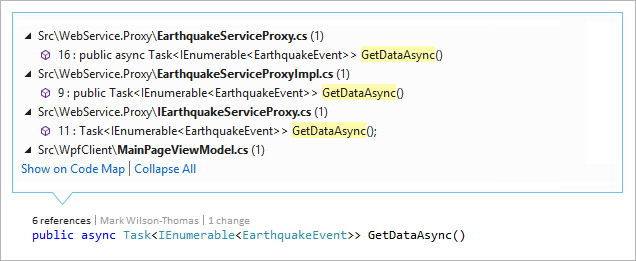 Src\WebService.Proxy\EarthquakeServiceProxy.cs (1)
16 : public async Task<IEnumerable<EarthquakeEvent>> GetDataAsync()
Src\WebService.Proxy\EarthquakeServiceProxyImpl.cs (1)
9 : public Task<IEnumerable<EarthquakeEvent>> GetDataAsync()
Src\WebService.Proxy\IEarthquakeServiceProxy.cs (1)
11 : Task<IEnumerable<EarthquakeEvent>> GetDataAsync();
Src\WpfClient\MainPageViewModel.cs (1)
Show on Code Map | Collapse All
6 references | Mark Wilson-Thomas | 1 change
public async Task<IEnumerable<EarthquakeEvent>> GetDataAsync()